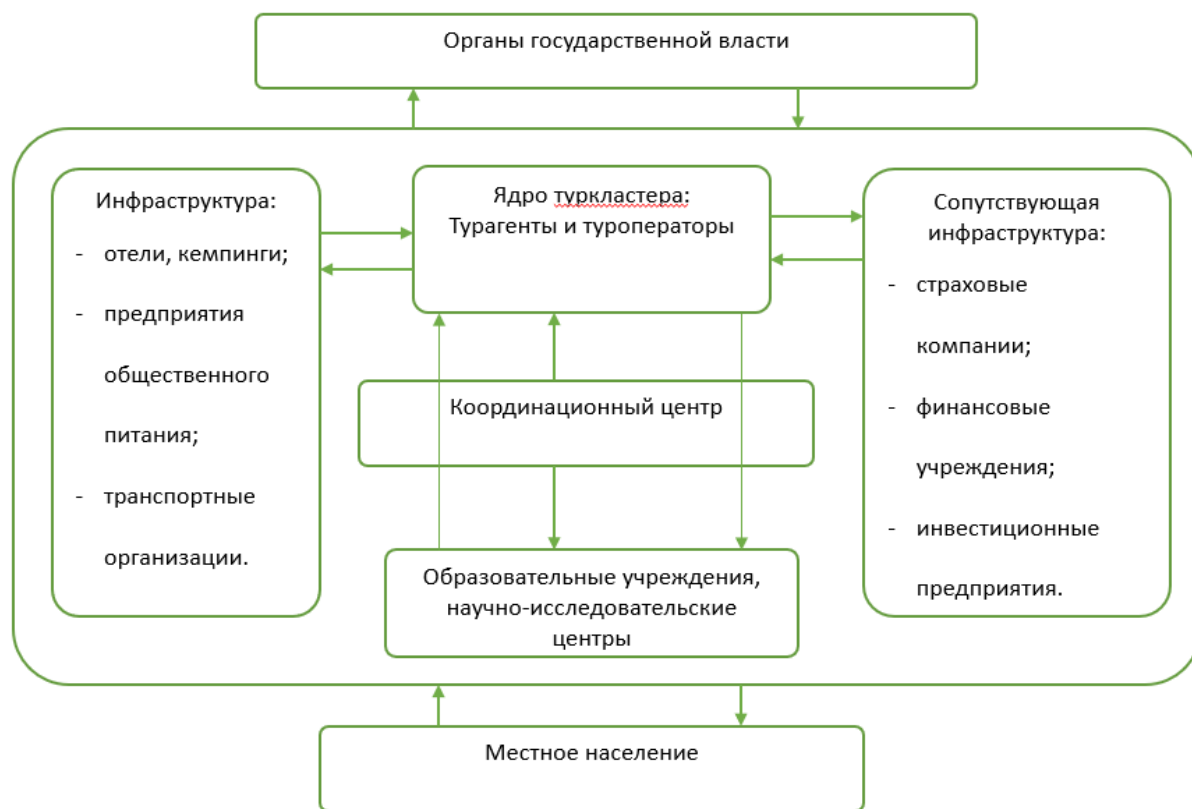 Органы государственной власти
Инфраструктура:
- отели, кемпинги;
- предприятия
общественного
питания;
- транспортные
организации.
Ядро туркластера:
Турагенты и туроператоры
Координационный центр
Образовательные учреждения,
научно-исследовательские
центры
Сопутствующая
инфраструктура:
- страховые
компании;
- финансовые
учреждения;
- инвестиционные
предприятия.
Местное население